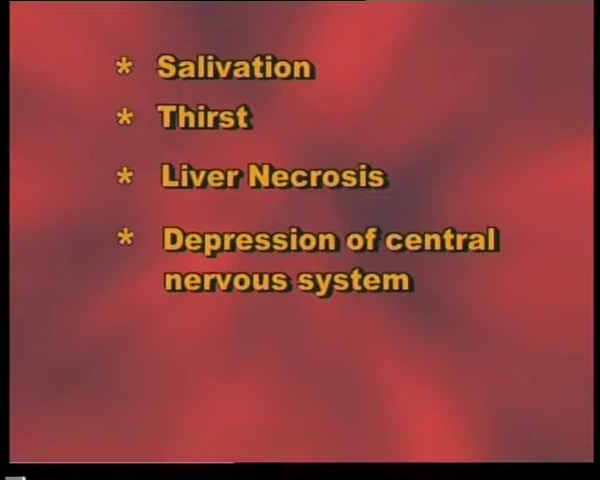 * Salivation
* Thirst
* Liver Necrosis
* Depression of central
nervous system